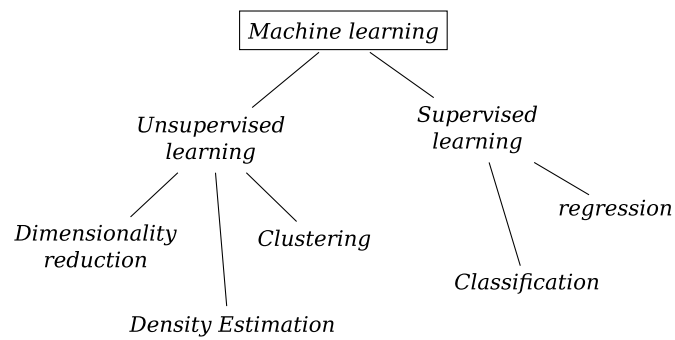 Machine learning
Unsupervised
learning
Supervised
learning
Dimensionality
reduction
Clustering
regression
Density Estimation
Classification